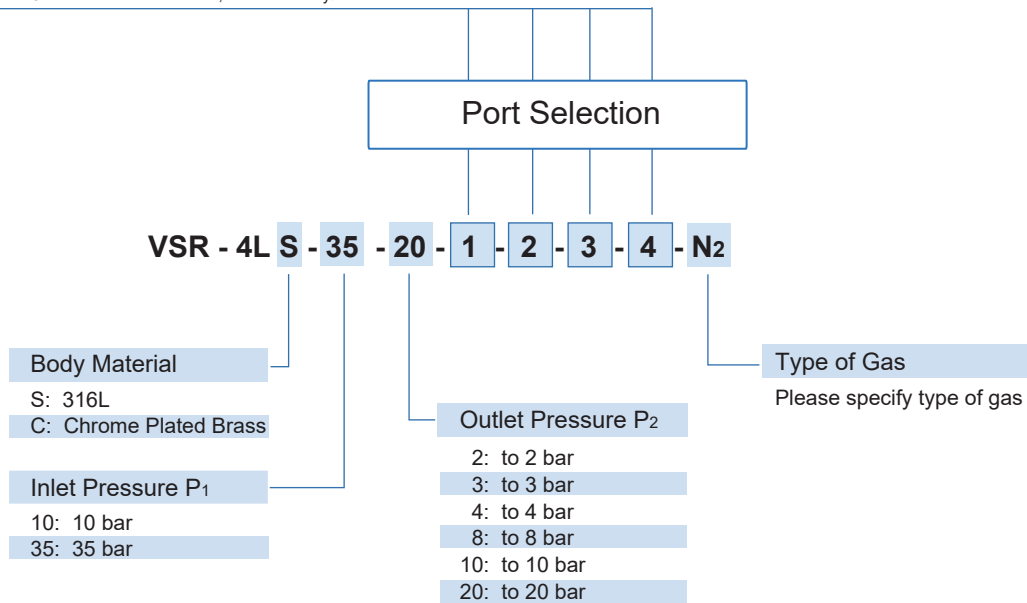 Port Selection
VSR - 4L S - 35 - 20 - 1 - 2 - 3 - 4 - N2
Body Material
S: 316L
C: Chrome Plated Brass
Inlet Pressure P1
10: 10 bar
35: 35 bar
Outlet Pressure P2
2: to 2 bar
3: to 3 bar
4: to 4 bar
8: to 8 bar
10: to 10 bar
20: to 20 bar
Type of Gas
Please specify type of gas